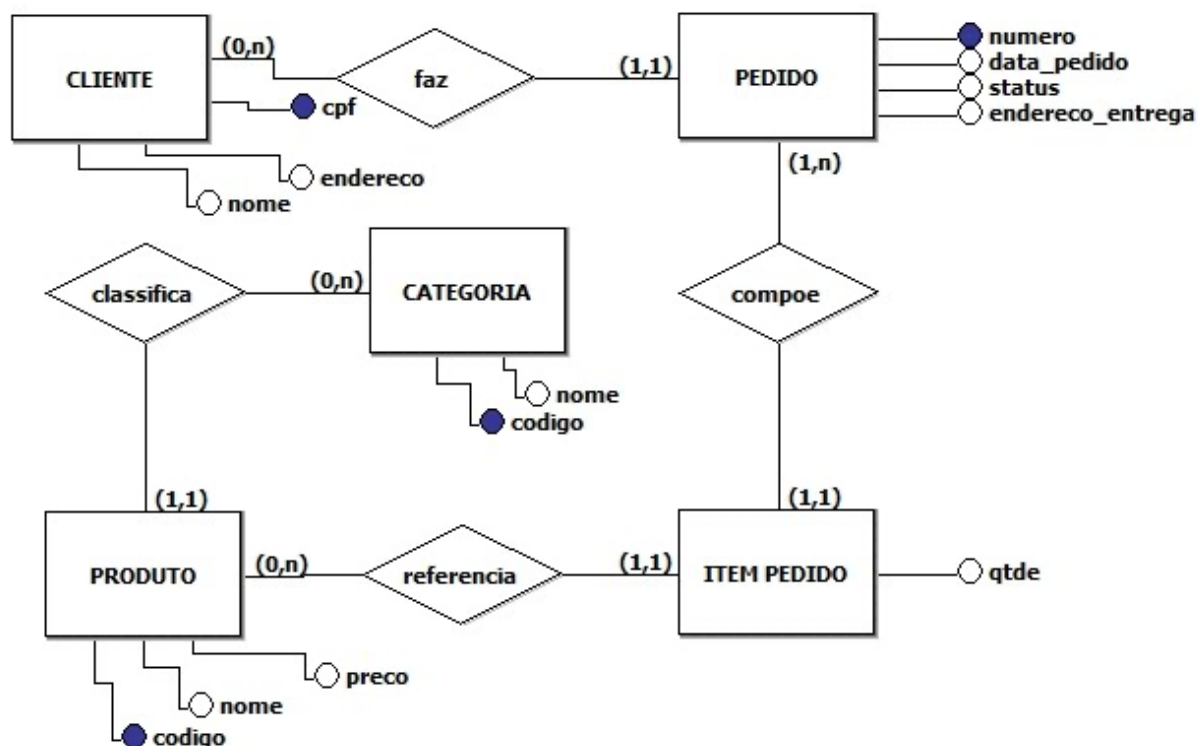 CLIENTE
(0,n)
faz
(1,1)
PEDIDO
numero
data_pedido
status
endereco_entrega
cpf
endereco
nome
(1,n)
classifica
(0,n)
CATEGORIA
compoe
nome
codigo
(1,1)
(1,1)
PRODUTO
(0,n)
referencia
(1,1)
ITEM PEDIDO
qtde
preco
nome
codigo